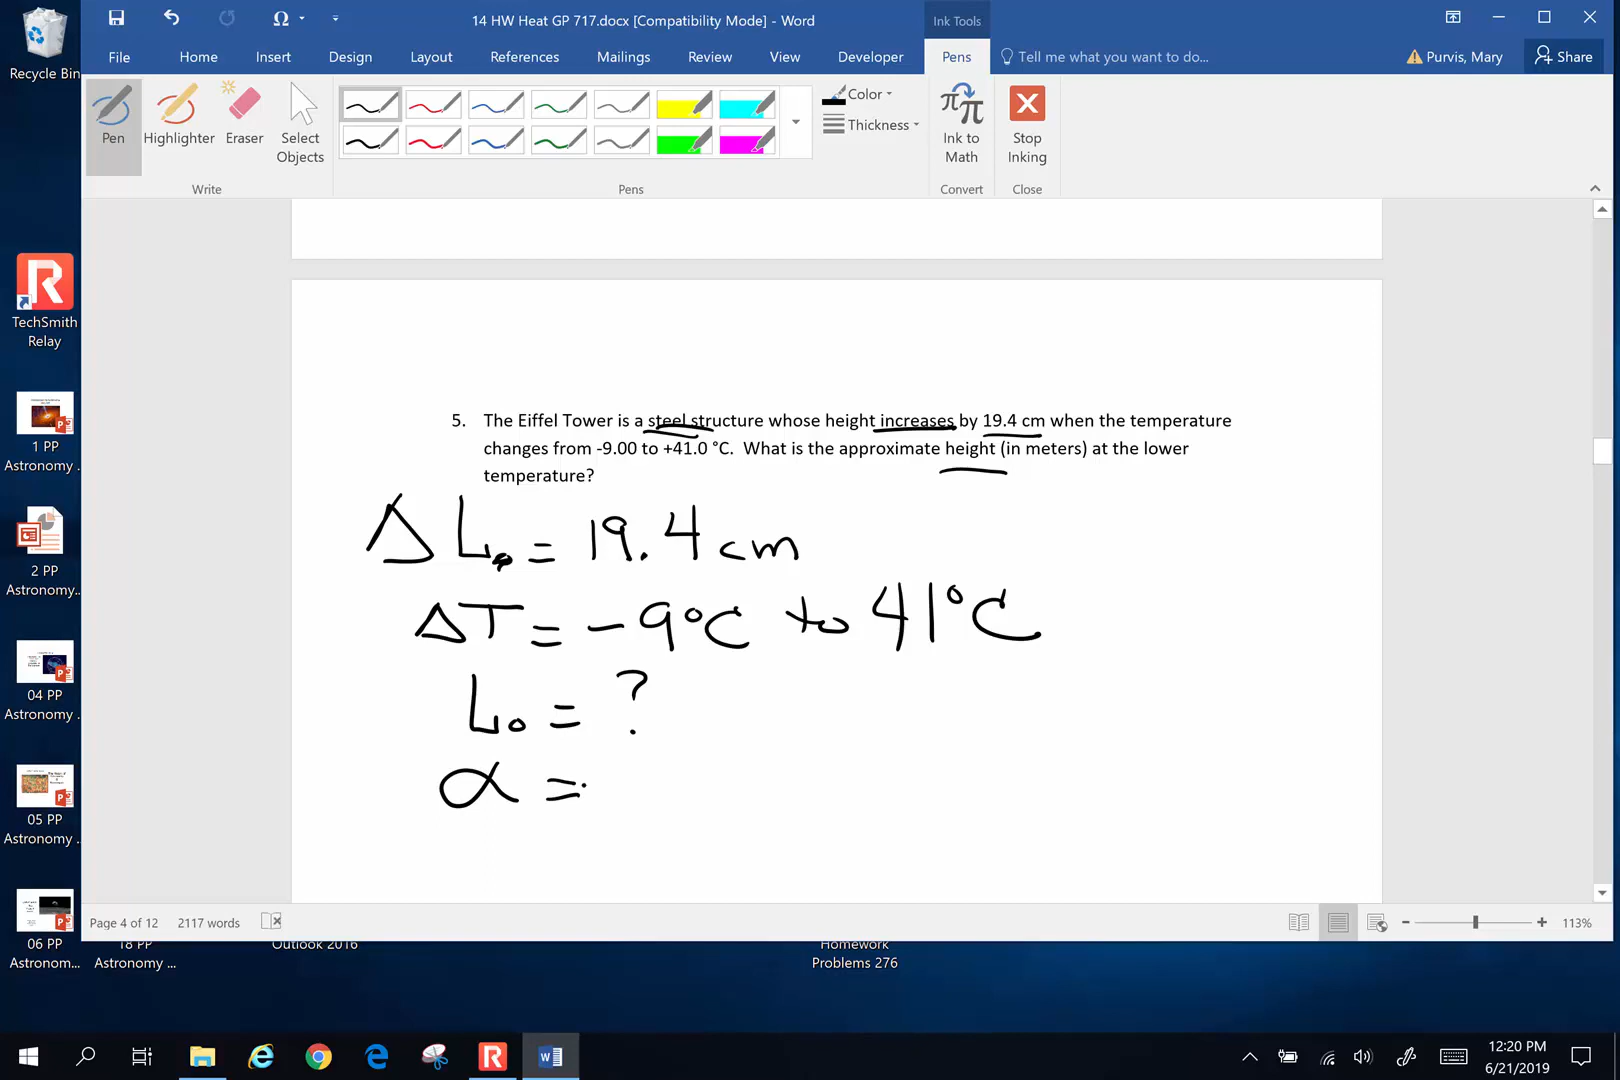 Recycle Bin
TechSmith Relay
1 PP Astronomy ...
2 PP Astronomy...
04 PP Astronomy ...
05 PP Astronomy ...
06 PP Astronom...
18 PP Astronomy ...
Outlook 2016
Homework Problems 276
14 HW Heat GP 717.docx [Compatibility Mode] - Word
Ink Tools
File Home Insert Design Layout References Mailings Review View Developer Pens Tell me what you want to do... Purvis, Mary Share
Pen Highlighter Eraser Select Objects
Color
Thickness
Ink to Math
Stop Inking
Write Pens Convert Close
5. The Eiffel Tower is a steel structure whose height increases by 19.4 cm when the temperature
changes from -9.00 to +41.0 °C. What is the approximate height (in meters) at the lower
temperature?
ΔL₀ = 19.4 cm
ΔT = -9°C to 41°C
L₀ = ?
α =
Page 4 of 12 2117 words 113%
12:20 PM
6/21/2019